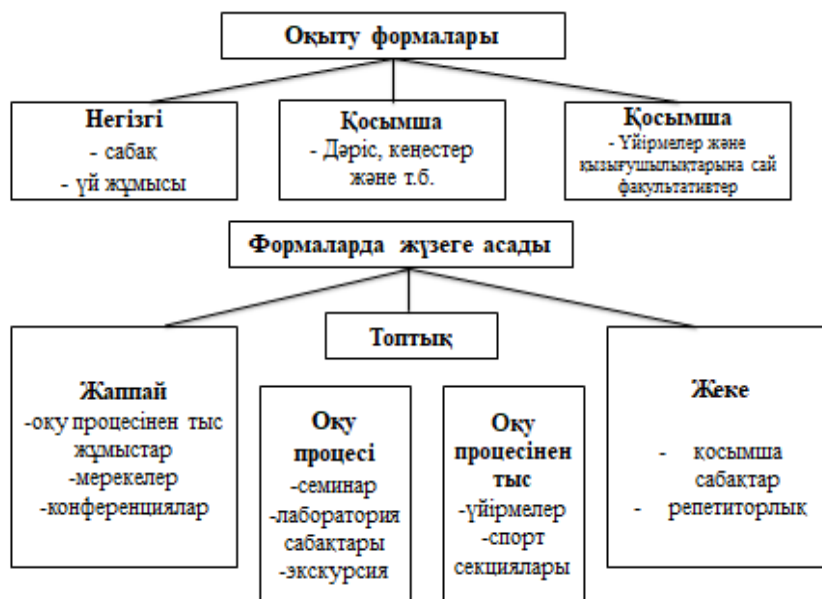 Оқыту формалары
Негізгі
- сабақ
- үй жұмысы
Қосымша
- Дәріс, кеңестер
және т.б.
Қосымша
- Үйірмелер және
қызығушылықтарына сай
факультативтер
Формаларда жүзеге асады
Жаппай
-оқу процесінен тыс
жұмыстар
-мерекелер
-конференциялар
Топтық
Оқу
процесі
-семинар
-лаборатория
сабақтары
-экскурсия
Оқу
процесінен
тыс
-үйірмелер
-спорт
секциялары
Жеке
- қосымша
сабақтар
- репетиторлық